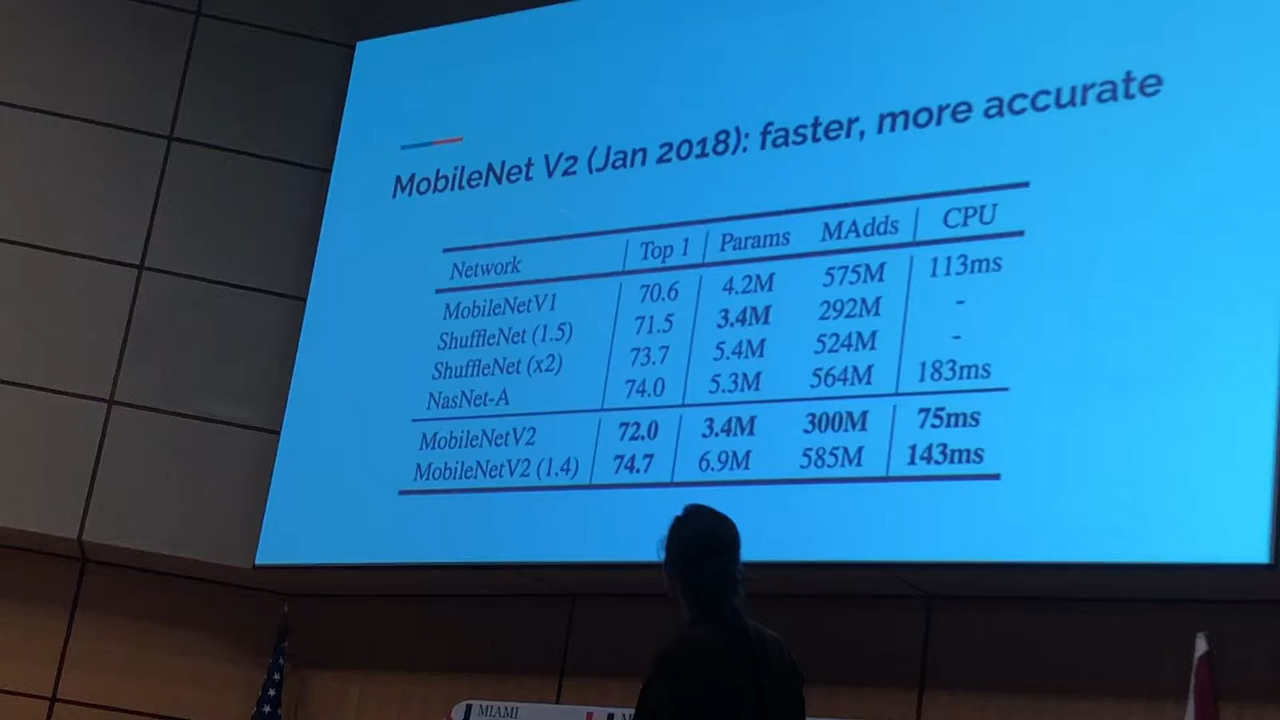 MobileNet V2 (Jan 2018): faster, more accurate
Network Top 1 Params MAdds CPU
MobileNetV1 70.6 4.2M 575M 113ms
ShuffleNet (1.5) 71.5 3.4M 292M -
ShuffleNet (x2) 73.7 5.4M 524M -
NasNet-A 74.0 5.3M 564M 183ms
MobileNetV2 72.0 3.4M 300M 75ms
MobileNetV2 (1.4) 74.7 6.9M 585M 143ms
MIAMI